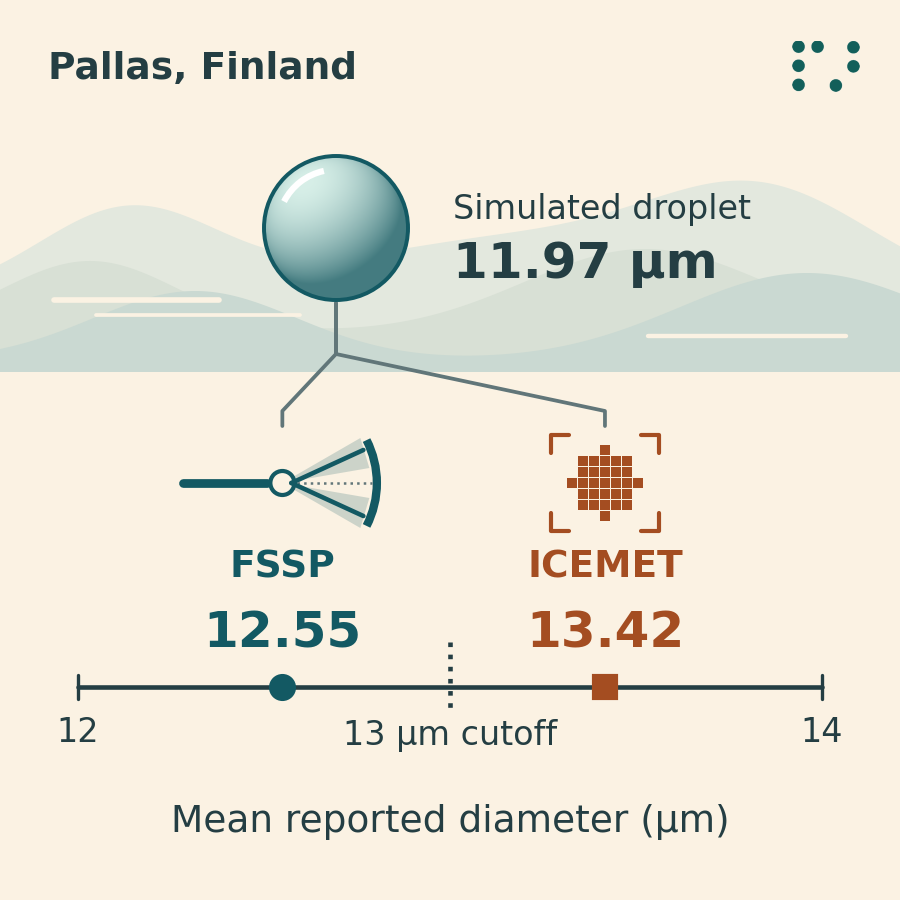 Pallas, Finland
Simulated droplet
11.97 µm
FSSP
ICEMET
12.55
13.42
12
13 µm cutoff
14
Mean reported diameter (µm)